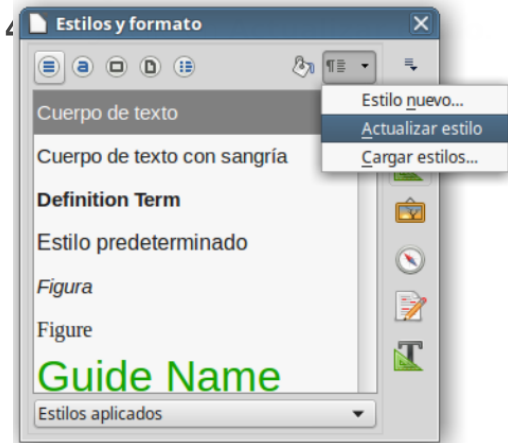 Estilos y formato
Estilo nuevo...
Actualizar estilo
Cargar estilos...
Cuerpo de texto
Cuerpo de texto con sangría
Definition Term
Estilo predeterminado
Figura
Figure
Guide Name
Estilos aplicados